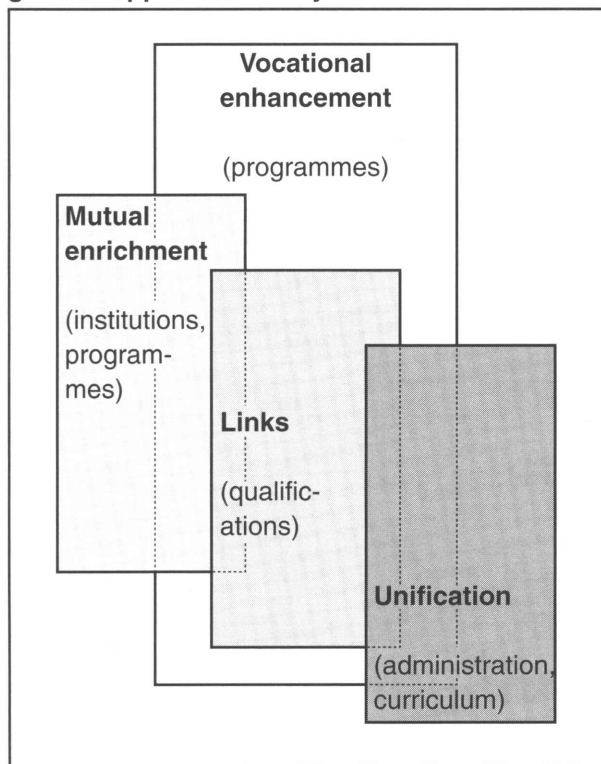 Vocational
enhancement
(programmes)
Mutual
enrichment
(institutions,
program-
mes)
Links
(qualific-
ations)
Unification
(administration,
curriculum)